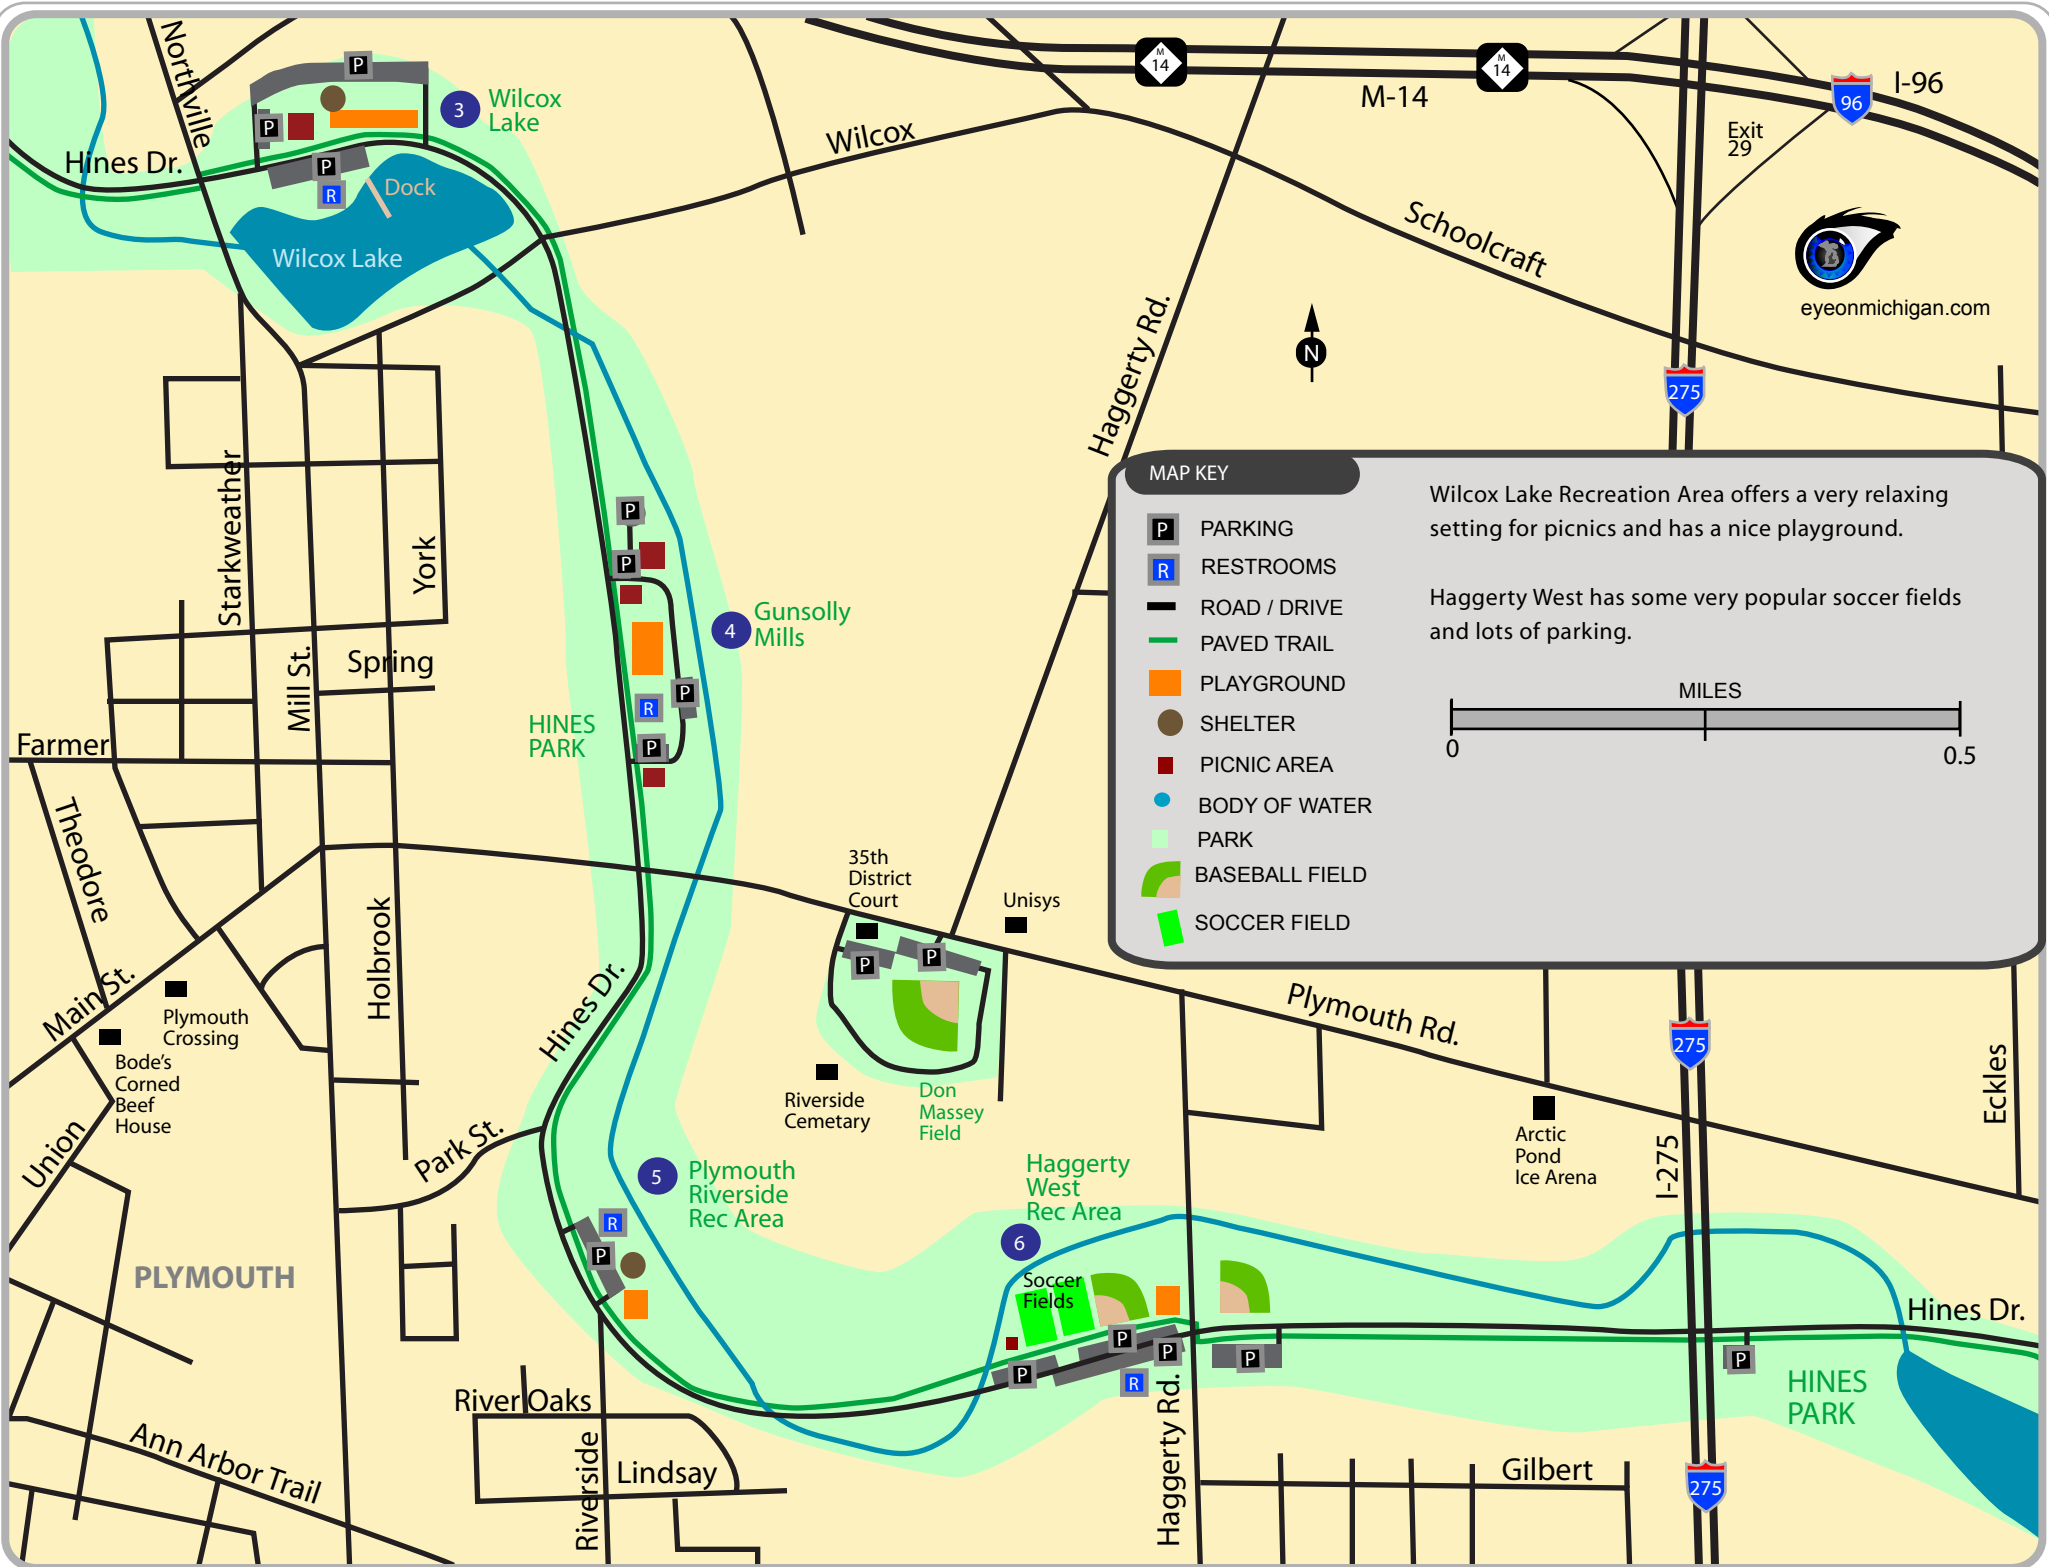 Northville
P
3
Wilcox
Lake
P
Hines Dr.
P
R
Dock
Wilcox Lake
Wilcox
M
14
M
14
M-14
I-96
96
Exit
29
Schoolcraft
eyeonmichigan.com
Haggerty Rd.
N
275
Starkweather
York
Mill St.
Spring
Farmer
Theodore
Holbrook
P
P
4
Gunsolly
Mills
P
R
P
HINES
PARK
MAP KEY
P PARKING
R RESTROOMS
ROAD / DRIVE
PAVED TRAIL
PLAYGROUND
SHELTER
PICNIC AREA
BODY OF WATER
PARK
BASEBALL FIELD
SOCCER FIELD
Wilcox Lake Recreation Area offers a very relaxing
setting for picnics and has a nice playground.
Haggerty West has some very popular soccer fields
and lots of parking.
MILES
0
0.5
35th
District
Court
Unisys
P
P
Main St.
Plymouth
Crossing
Bode's
Corned
Beef
House
Union
Hines Dr.
Park St.
Riverside
Cemetary
Don
Massey
Field
Plymouth Rd.
275
Arctic
Pond
Ice Arena
I-275
Eckles
PLYMOUTH
5
Plymouth
Riverside
Rec Area
R
P
Haggerty
West
Rec Area
6
Soccer
Fields
P
P
P
R
P
P
Hines Dr.
HINES
PARK
River Oaks
Riverside
Lindsay
Ann Arbor Trail
Haggerty Rd.
Gilbert
275